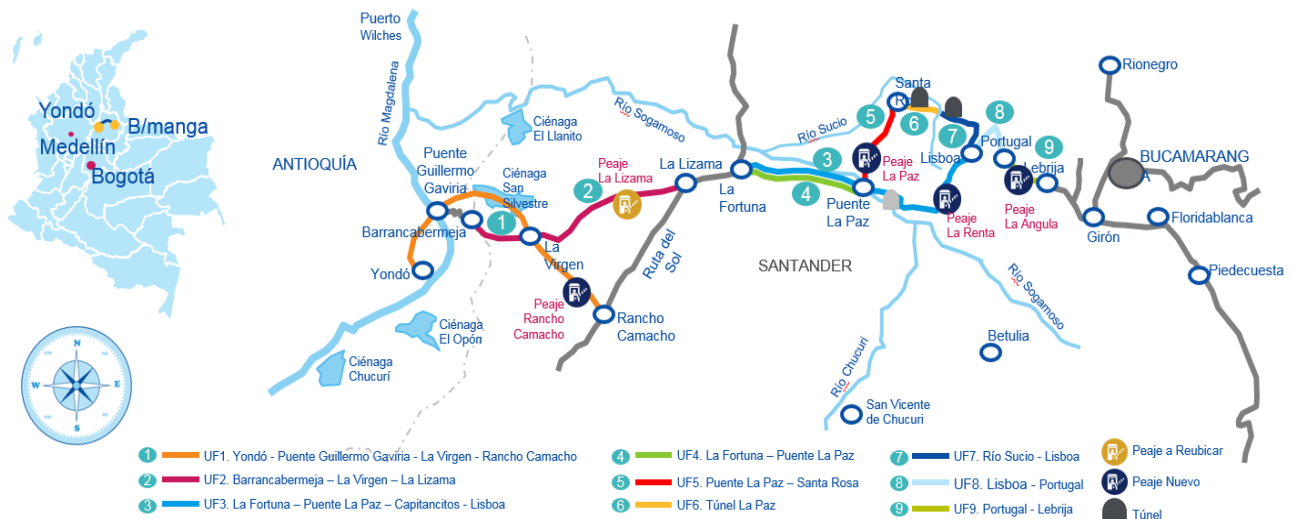 Yondó
B/manga
Medellín
Bogotá
Puerto
Wilches
Río Magdalena
ANTIOQUÍA
Ciénaga
El Llanito
Río Sogamoso
Puente
Guillermo
Gaviria
Ciénaga
San
Silvestre
Barrancabermeja
Yondó
1
La
Virgen
2
Peaje
La Lizama
La Lizama
Peaje
Rancho
Camacho
Rancho
Camacho
Ruta del
Sol
Ciénaga
El Opón
Ciénaga
Chucurí
La
Fortuna
3
4
Río Sucio
5
Santa
6
Peaje
La Paz
Puente
La Paz
7
Lisboa
8
Portugal
9
Lebrija
Peaje
La Renta
Peaje
La Angula
SANTANDER
Río Sogamoso
Río Chucuri
Betulia
San Vicente
de Chucuri
Rionegro
BUCAMARANG
A
Girón
Floridablanca
Piedecuesta
N
W
E
S
1 UF1. Yondó - Puente Guillermo Gaviria - La Virgen - Rancho Camacho
2 UF2. Barrancabermeja – La Virgen – La Lizama
3 UF3. La Fortuna – Puente La Paz – Capitancitos - Lisboa
4 UF4. La Fortuna – Puente La Paz
5 UF5. Puente La Paz – Santa Rosa
6 UF6. Túnel La Paz
7 UF7. Río Sucio - Lisboa
8 UF8. Lisboa - Portugal
9 UF9. Portugal - Lebrija
Peaje a Reubicar
Peaje Nuevo
Túnel